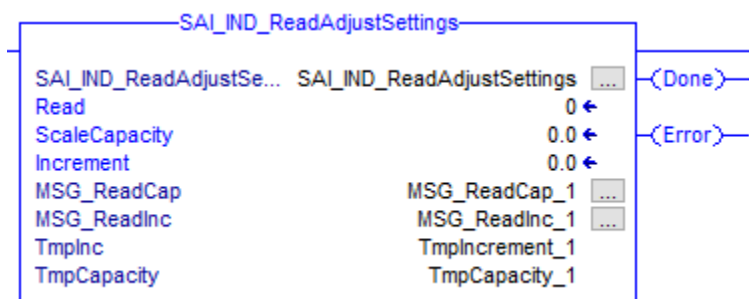 SAI_IND_ReadAdjustSettings
SAI_IND_ReadAdjustSe... SAI_IND_ReadAdjustSettings ... (Done)
Read 0
ScaleCapacity 0.0 (Error)
Increment 0.0
MSG_ReadCap MSG_ReadCap_1 ...
MSG_ReadInc MSG_ReadInc_1 ...
TmpInc TmpIncrement_1
TmpCapacity TmpCapacity_1